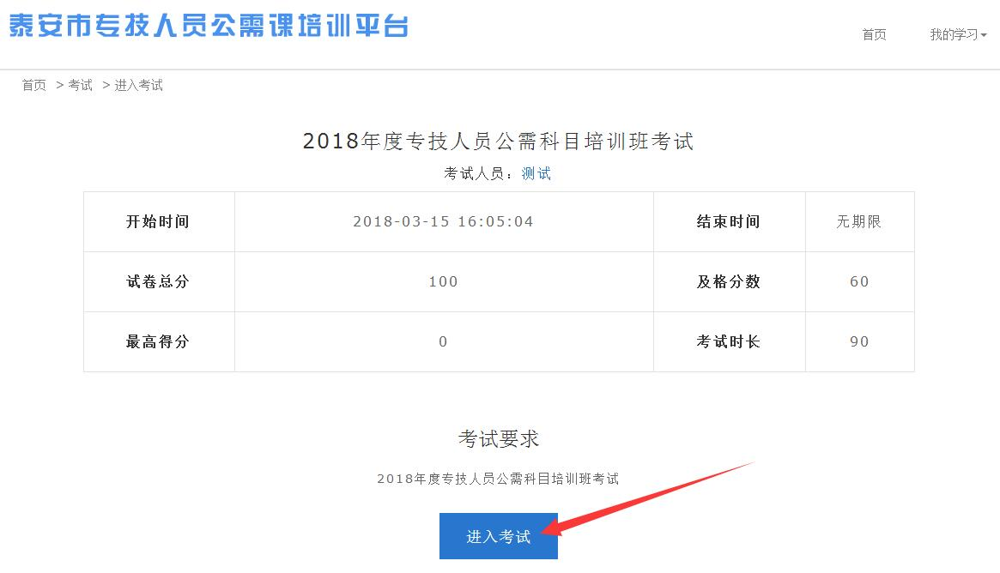 泰安市专技人员公需课培训平台
首页 我的学习
首页 > 考试 > 进入考试
2018年度专技人员公需科目培训班考试
考试人员：测试
开始时间 2018-03-15 16:05:04 结束时间 无期限
试卷总分 100 及格分数 60
最高得分 0 考试时长 90
考试要求
2018年度专技人员公需科目培训班考试
进入考试